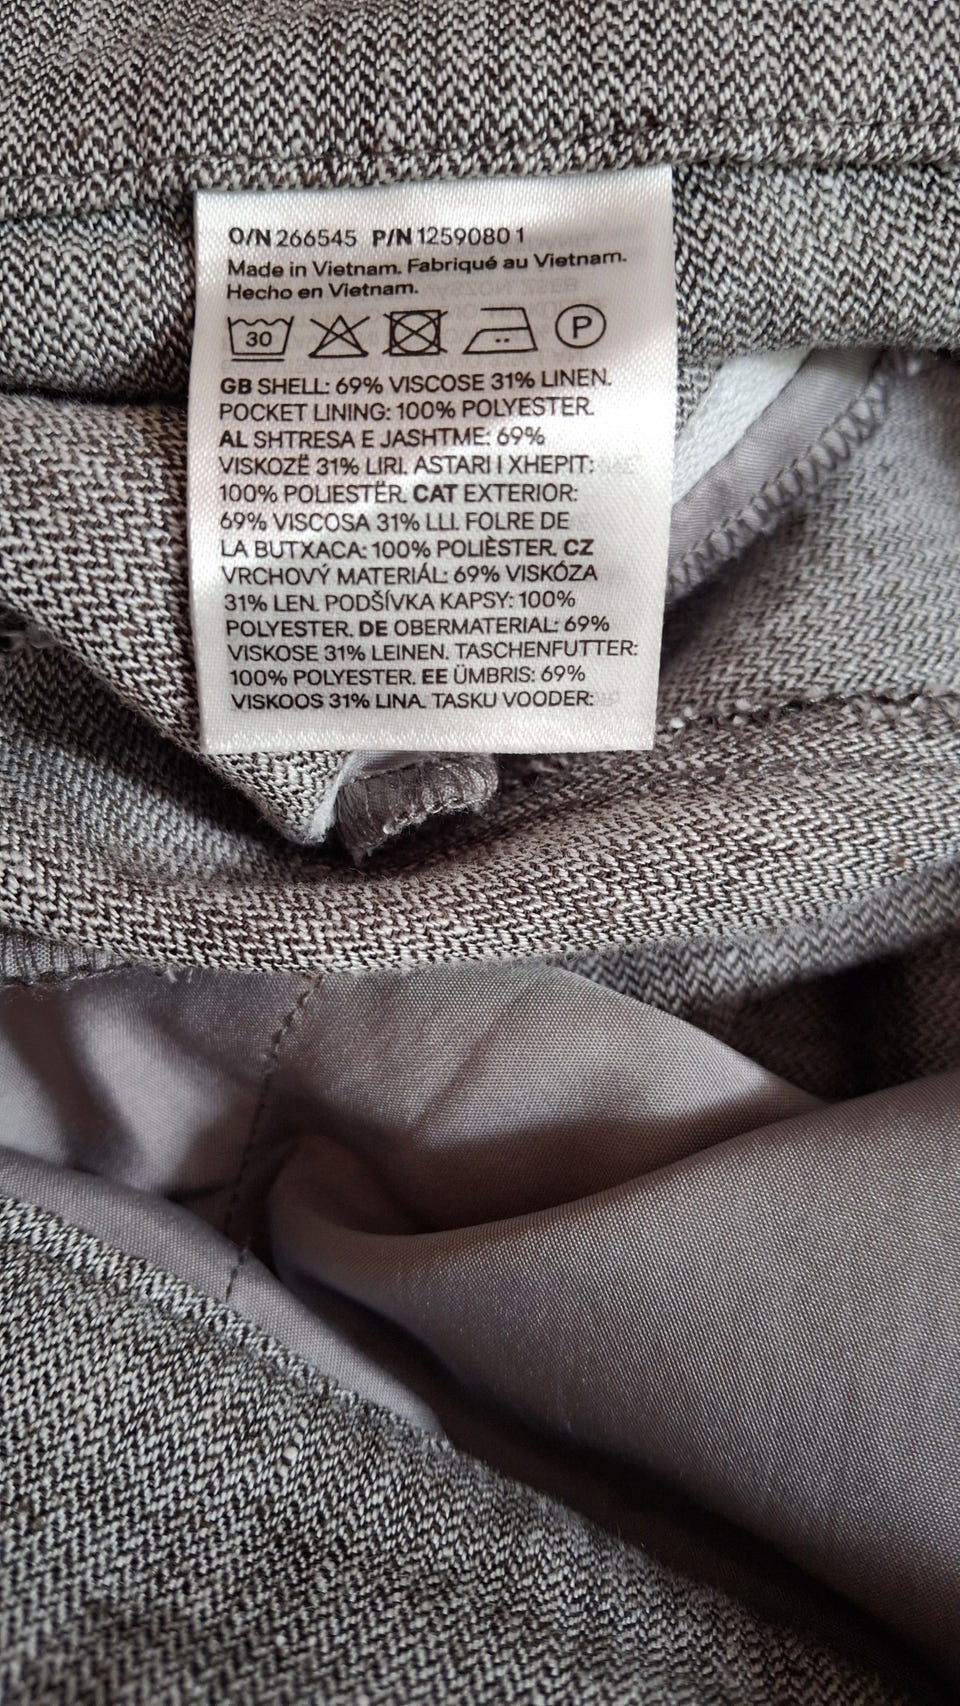 O/N 266545 P/N 1259080 1
Made in Vietnam. Fabriqué au Vietnam.
Hecho en Vietnam.
30 P
GB SHELL: 69% VISCOSE 31% LINEN.
POCKET LINING: 100% POLYESTER.
AL SHTRESA E JASHTME: 69%
VISKOZË 31% LIRI. ASTARI I XHEPIT:
100% POLIESTËR. CAT EXTERIOR:
69% VISCOSA 31% LLI. FOLRE DE
LA BUTXACA: 100% POLIÈSTER. CZ
VRCHOVÝ MATERIÁL: 69% VISKÓZA
31% LEN. PODŠÍVKA KAPSY: 100%
POLYESTER. DE OBERMATERIAL: 69%
VISKOSE 31% LEINEN. TASCHENFUTTER:
100% POLYESTER. EE ÜMBRIS: 69%
VISKOOS 31% LINA. TASKU VOODER: